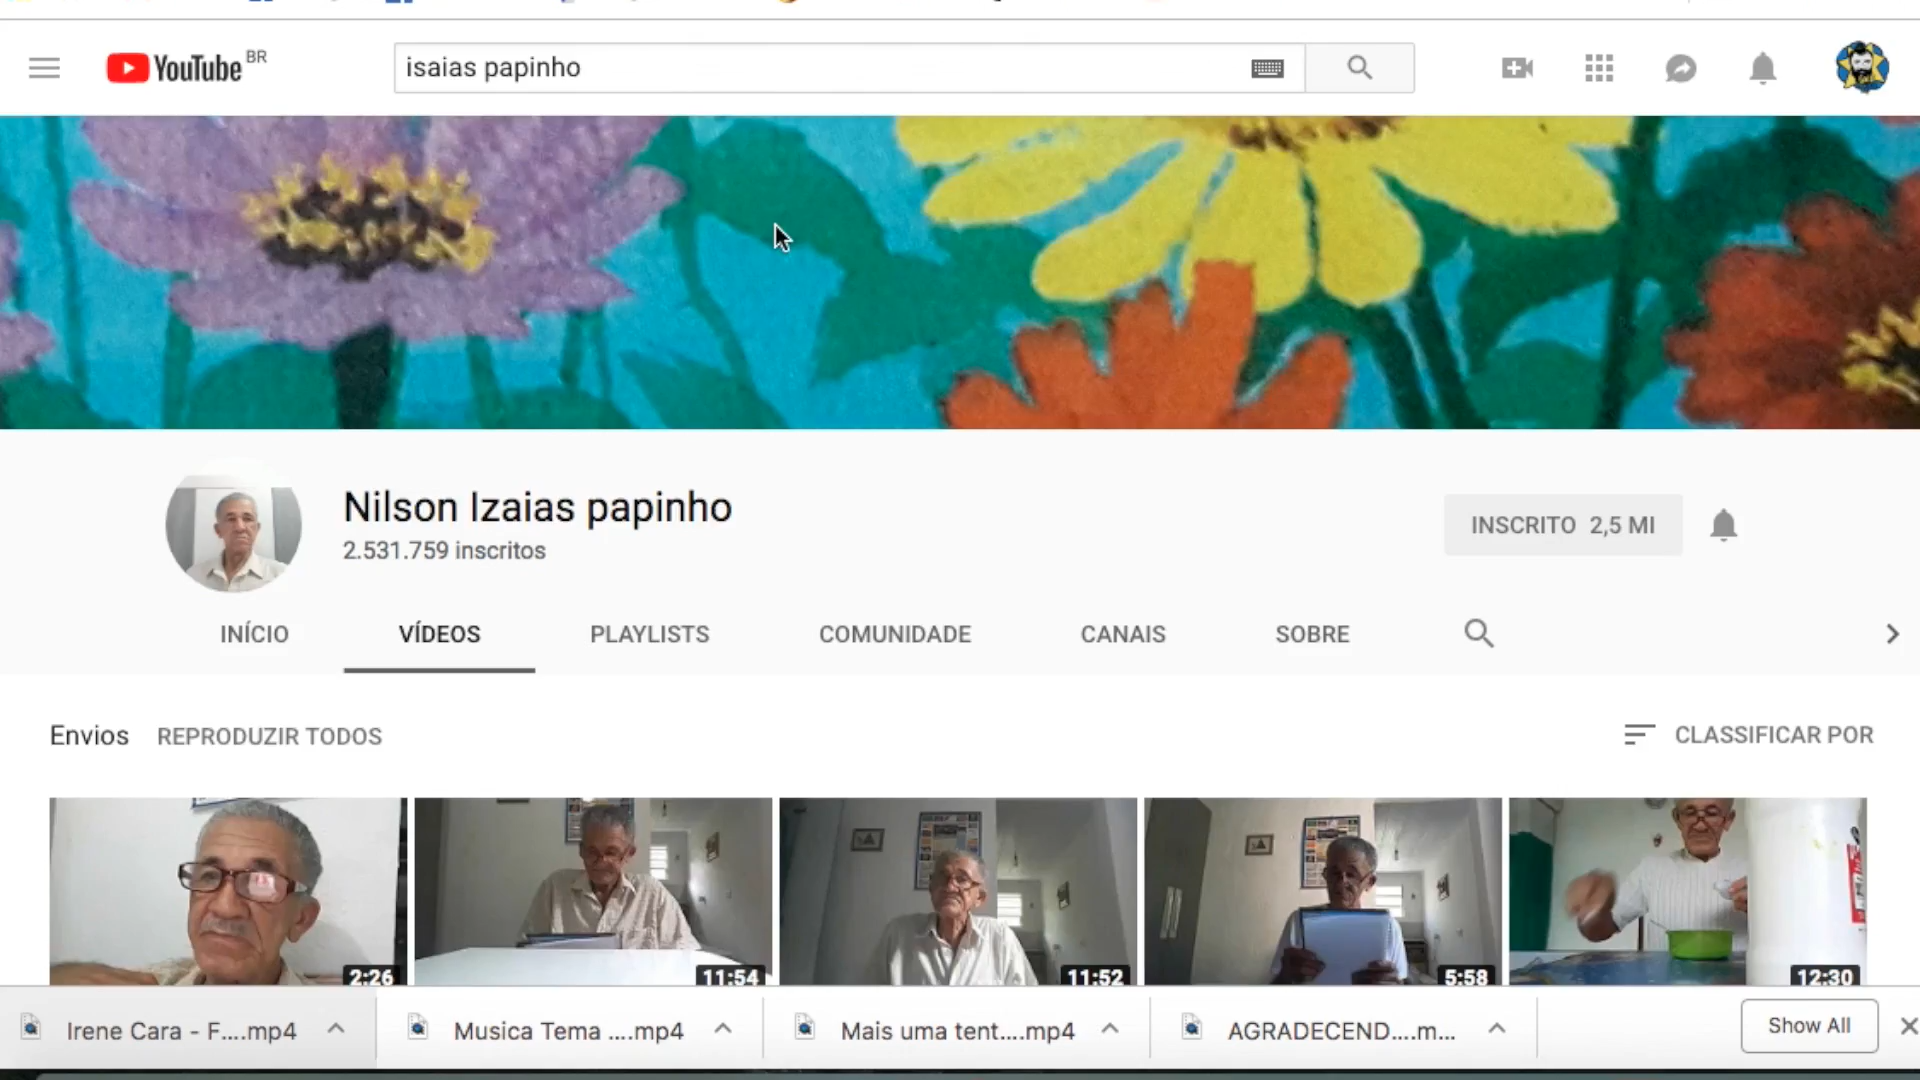 YouTube BR
isaias papinho
Nilson Izaias papinho
2.531.759 inscritos
INSCRITO 2,5 MI
INÍCIO VÍDEOS PLAYLISTS COMUNIDADE CANAIS SOBRE
Envios REPRODUZIR TODOS CLASSIFICAR POR
2:26 11:54 11:52 5:58 12:30
Irene Cara - F....mp4 Musica Tema ....mp4 Mais uma tent....mp4 AGRADECEND....m... Show All